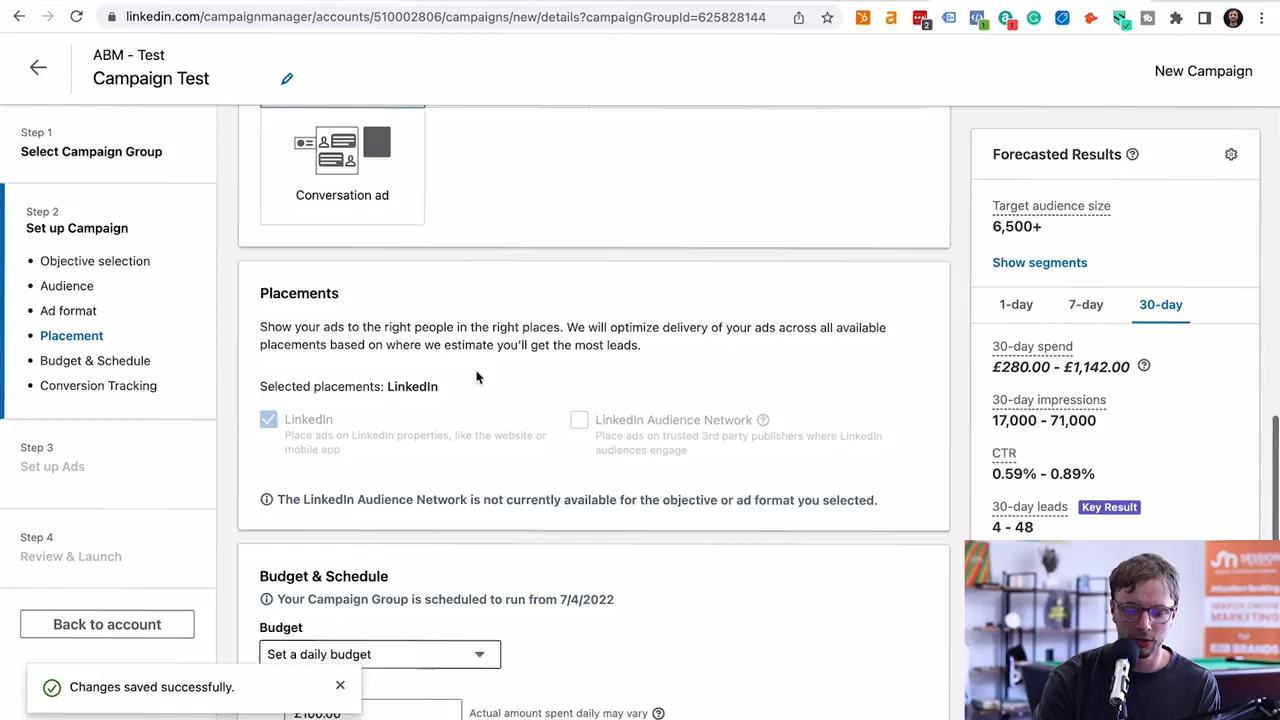 linkedin.com/campaignmanager/accounts/510002806/campaigns/new/details?campaignGroupId=625828144
2
1
1
ABM - Test
Campaign Test
New Campaign
Step 1
Select Campaign Group
Step 2
Set up Campaign
Objective selection
Audience
Ad format
Placement
Budget & Schedule
Conversion Tracking
Step 3
Set up Ads
Step 4
Review & Launch
Back to account
Changes saved successfully.
Conversation ad
Placements
Show your ads to the right people in the right places. We will optimize delivery of your ads across all available
placements based on where we estimate you'll get the most leads.
Selected placements: LinkedIn
LinkedIn
Place ads on LinkedIn properties, like the website or
mobile app
LinkedIn Audience Network
Place ads on trusted 3rd party publishers where LinkedIn
audiences engage
The LinkedIn Audience Network is not currently available for the objective or ad format you selected.
Budget & Schedule
Your Campaign Group is scheduled to run from 7/4/2022
Budget
Set a daily budget
£100.00
Actual amount spent daily may vary
Forecasted Results
Target audience size
6,500+
Show segments
1-day 7-day 30-day
30-day spend
£280.00 - £1,142.00
30-day impressions
17,000 - 71,000
CTR
0.59% - 0.89%
30-day leads Key Result
4 - 48
SESSION
SEARCH ENGINE
MARKETING
B2B BRANDS